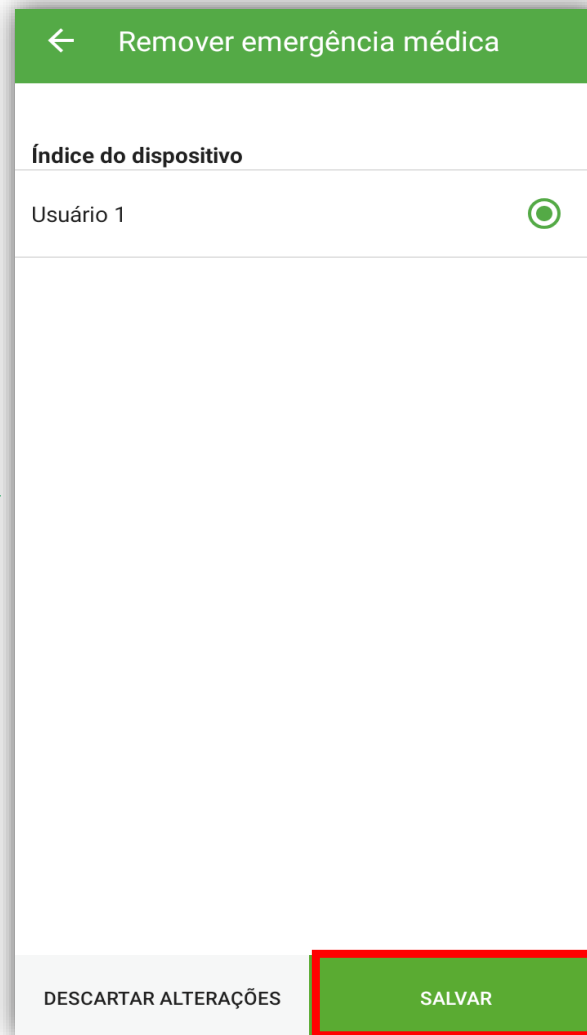 Remover emergência médica
Índice do dispositivo
Usuário 1
DESCARTAR ALTERAÇÕES SALVAR